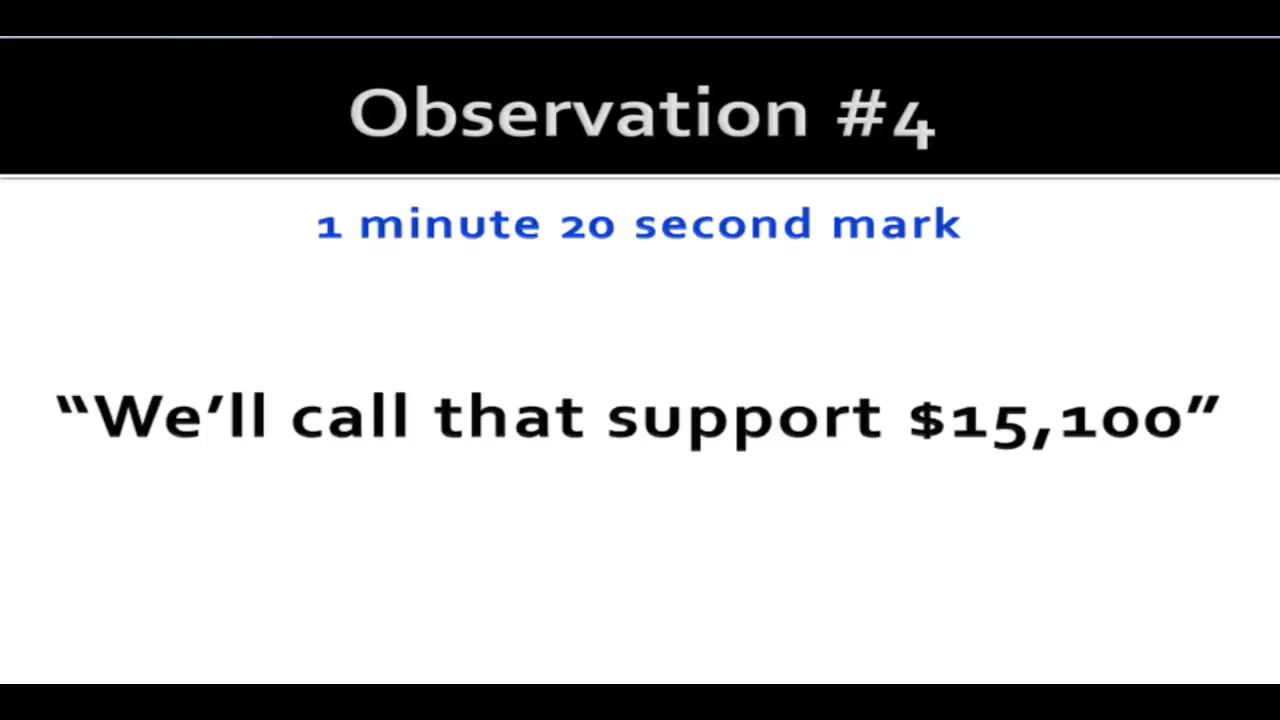 Observation #4
1 minute 20 second mark
“We’ll call that support $15,100”